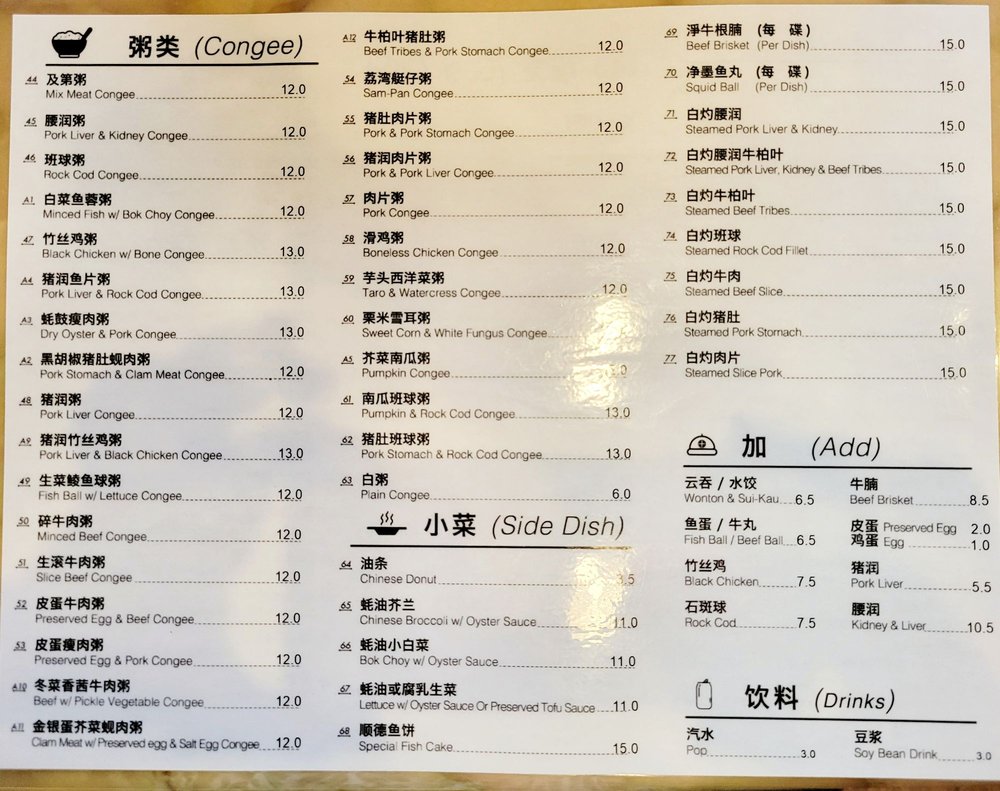 粥类 (Congee)
44 及第粥
Mix Meat Congee 12.0
45 腰润粥
Pork Liver & Kidney Congee 12.0
46 班球粥
Rock Cod Congee 12.0
A1 白菜鱼蓉粥
Minced Fish w/ Bok Choy Congee 12.0
47 竹丝鸡粥
Black Chicken w/ Bone Congee 13.0
A4 猪润鱼片粥
Pork Liver & Rock Cod Congee 13.0
A3 蚝鼓瘦肉粥
Dry Oyster & Pork Congee 13.0
A2 黑胡椒猪肚蚬肉粥
Pork Stomach & Clam Meat Congee 12.0
48 猪润粥
Pork Liver Congee 12.0
A9 猪润竹丝鸡粥
Pork Liver & Black Chicken Congee 13.0
49 生菜鲮鱼球粥
Fish Ball w/ Lettuce Congee 12.0
50 碎牛肉粥
Minced Beef Congee 12.0
51 生滚牛肉粥
Slice Beef Congee 12.0
52 皮蛋牛肉粥
Preserved Egg & Beef Congee 12.0
53 皮蛋瘦肉粥
Preserved Egg & Pork Congee 12.0
A10 冬菜香茜牛肉粥
Beef w/ Pickle Vegetable Congee 12.0
A11 金银蛋芥菜蚬肉粥
Clam Meat w/ Preserved egg & Salt Egg Congee 12.0
A12 牛柏叶猪肚粥
Beef Tribes & Pork Stomach Congee 12.0
54 荔湾艇仔粥
Sam-Pan Congee 12.0
55 猪肚肉片粥
Pork & Pork Stomach Congee 12.0
56 猪润肉片粥
Pork & Pork Liver Congee 12.0
57 肉片粥
Pork Congee 12.0
58 滑鸡粥
Boneless Chicken Congee 12.0
59 芋头西洋菜粥
Taro & Watercress Congee 12.0
60 栗米雪耳粥
Sweet Corn & White Fungus Congee
A5 芥菜南瓜粥
Pumpkin Congee
61 南瓜班球粥
Pumpkin & Rock Cod Congee 13.0
62 猪肚班球粥
Pork Stomach & Rock Cod Congee 13.0
63 白粥
Plain Congee 6.0
小菜 (Side Dish)
64 油条
Chinese Donut 3.5
65 蚝油芥兰
Chinese Broccoli w/ Oyster Sauce 11.0
66 蚝油小白菜
Bok Choy w/ Oyster Sauce 11.0
67 蚝油或腐乳生菜
Lettuce w/ Oyster Sauce Or Preserved Tofu Sauce 11.0
68 顺德鱼饼
Special Fish Cake 15.0
69 淨牛根腩 (每 碟)
Beef Brisket (Per Dish) 15.0
70 净墨鱼丸 (每 碟)
Squid Ball (Per Dish) 15.0
71 白灼腰润
Steamed Pork Liver & Kidney 15.0
72 白灼腰润牛柏叶
Steamed Pork Liver, Kidney & Beef Tribes 15.0
73 白灼牛柏叶
Steamed Beef Tribes 15.0
74 白灼班球
Steamed Rock Cod Fillet 15.0
75 白灼牛肉
Steamed Beef Slice 15.0
76 白灼猪肚
Steamed Pork Stomach 15.0
77 白灼肉片
Steamed Slice Pork 15.0
加 (Add)
云吞 / 水饺
Wonton & Sui-Kau 6.5
鱼蛋 / 牛丸
Fish Ball / Beef Ball 6.5
竹丝鸡
Black Chicken 7.5
石斑球
Rock Cod 7.5
牛腩
Beef Brisket 8.5
皮蛋 Preserved Egg 2.0
鸡蛋 Egg 1.0
猪润
Pork Liver 5.5
腰润
Kidney & Liver 10.5
饮料 (Drinks)
汽水
Pop 3.0
豆浆
Soy Bean Drink 3.0